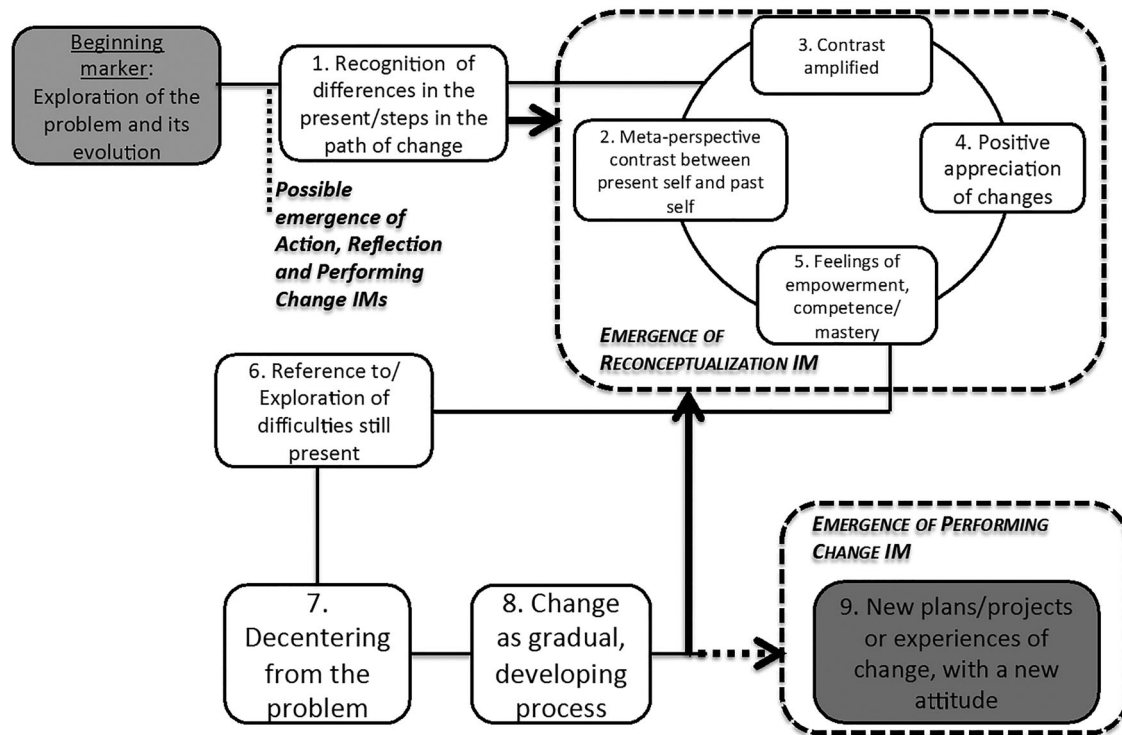 Beginning
marker:
Exploration of the
problem and its
evolution
1. Recognition of
differences in the
present/steps in the
path of change
Possible
emergence of
Action, Reflection
and Performing
Change IMs
3. Contrast
amplified
2. Meta-perspective
contrast between
present self and past
self
4. Positive
appreciation
of changes
5. Feelings of
empowerment,
competence/
mastery
EMERGENCE OF
RECONCEPTUALIZATION IM
6. Reference to/
Exploration of
difficulties still
present
7.
Decentering
from the
problem
8. Change
as gradual,
developing
process
EMERGENCE OF PERFORMING
CHANGE IM
9. New plans/projects
or experiences of
change, with a new
attitude